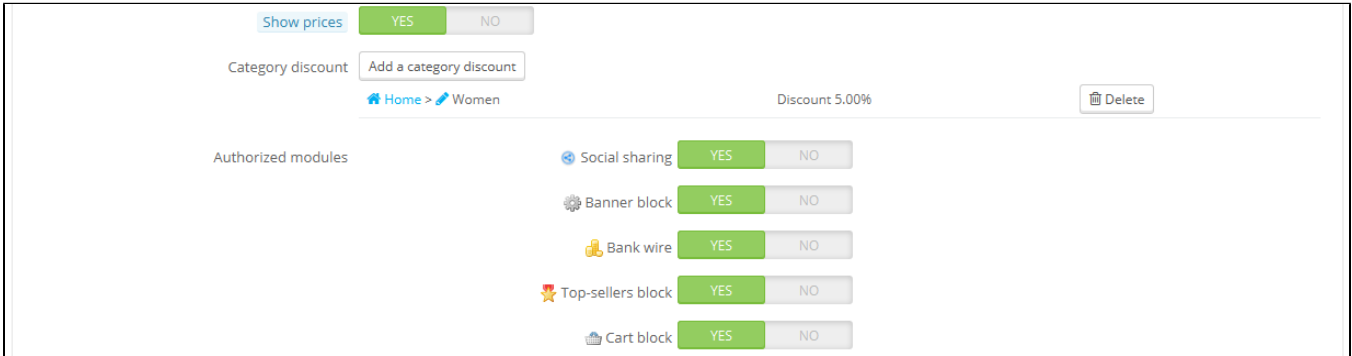 Show prices YES NO
Category discount Add a category discount
Home > Women Discount 5.00% Delete
Authorized modules Social sharing YES NO
Banner block YES NO
Bank wire YES NO
Top-sellers block YES NO
Cart block YES NO